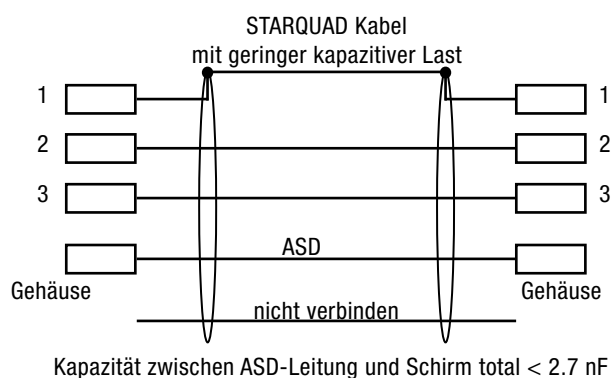 STARQUAD Kabel
mit geringer kapazitiver Last
1 1
2 2
3 3
ASD
Gehäuse Gehäuse
nicht verbinden
Kapazität zwischen ASD-Leitung und Schirm total < 2.7 nF